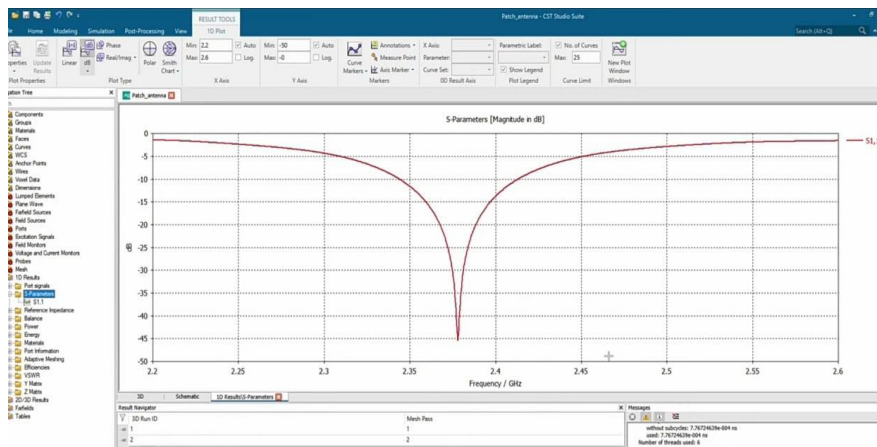 RESULT TOOLS
Patch_antenna - CST Studio Suite
Home Modeling Simulation Post-Processing View 1D Plot
Search (Alt+Q)
Properties
Update Results
Plot Properties
Linear
dB
Phase
Real/Imag
Polar
Smith Chart
Plot Type
Min: 2.2 Auto
Max: 2.6 Log.
X Axis
Min: -50 Auto
Max: -0 Log.
Y Axis
Curve Markers
Annotations
Measure Point
Axis Marker
Markers
X Axis:
Parameter:
Curve Set:
0D Result Axis
Parametric Label:
Show Legend
Plot Legend
No. of Curves
Max: 25
Curve Limit
New Plot Window
Windows
Patch_antenna
Components
Groups
Materials
Faces
Curves
WCS
Anchor Points
Wires
Voxel Data
Dimensions
Lumped Elements
Plane Wave
Farfield Sources
Field Sources
Ports
Excitation Signals
Field Monitors
Voltage and Current Monitors
Probes
Mesh
1D Results
Port signals
S-Parameters
S1,1
Reference Impedance
Balance
Power
Energy
Materials
Port Information
Adaptive Meshing
Efficiencies
VSWR
Y Matrix
Z Matrix
2D/3D Results
Farfields
Tables
S-Parameters [Magnitude in dB]
0
-5
-10
-15
-20
-25
-30
-35
-40
-45
-50
dB
2.2 2.25 2.3 2.35 2.4 2.45 2.5 2.55 2.6
Frequency / GHz
3D Schematic 1D Results\S-Parameters
Result Navigator
3D Run ID Mesh Pass
1 1
2 2
Messages
without subcycles: 7.76724639e-004 ns
used: 7.76724639e-004 ns
Number of threads used: 6